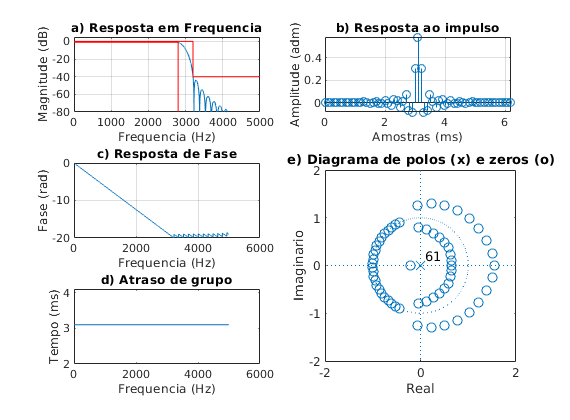 a) Resposta em Frequencia
Magnitude (dB)
0
-20
-40
-60
-80
0 1000 2000 3000 4000 5000
Frequencia (Hz)
b) Resposta ao impulso
Amplitude (adm)
0.4
0.2
0
0 2 4 6
Amostras (ms)
c) Resposta de Fase
Fase (rad)
0
-10
-20
0 2000 4000 6000
Frequencia (Hz)
d) Atraso de grupo
Tempo (ms)
4
3
2
0 2000 4000 6000
Frequencia (Hz)
e) Diagrama de polos (x) e zeros (o)
Imaginario
2
1
0
-1
-2
61
-2 0 2
Real